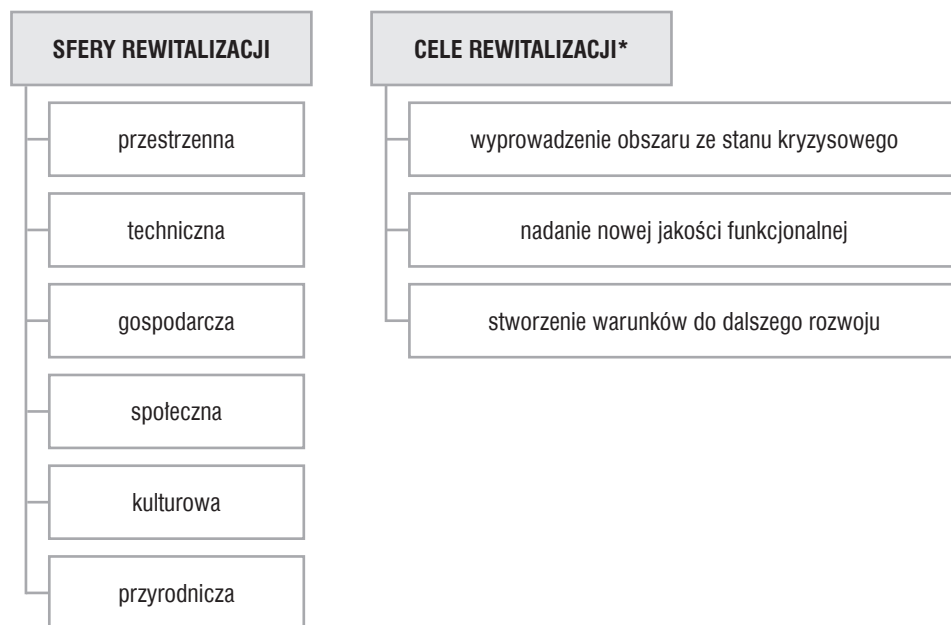 SFERY REWITALIZACJI
przestrzenna
techniczna
gospodarcza
społeczna
kulturowa
przyrodnicza
CELE REWITALIZACJI*
wyprowadzenie obszaru ze stanu kryzysowego
nadanie nowej jakości funkcjonalnej
stworzenie warunków do dalszego rozwoju